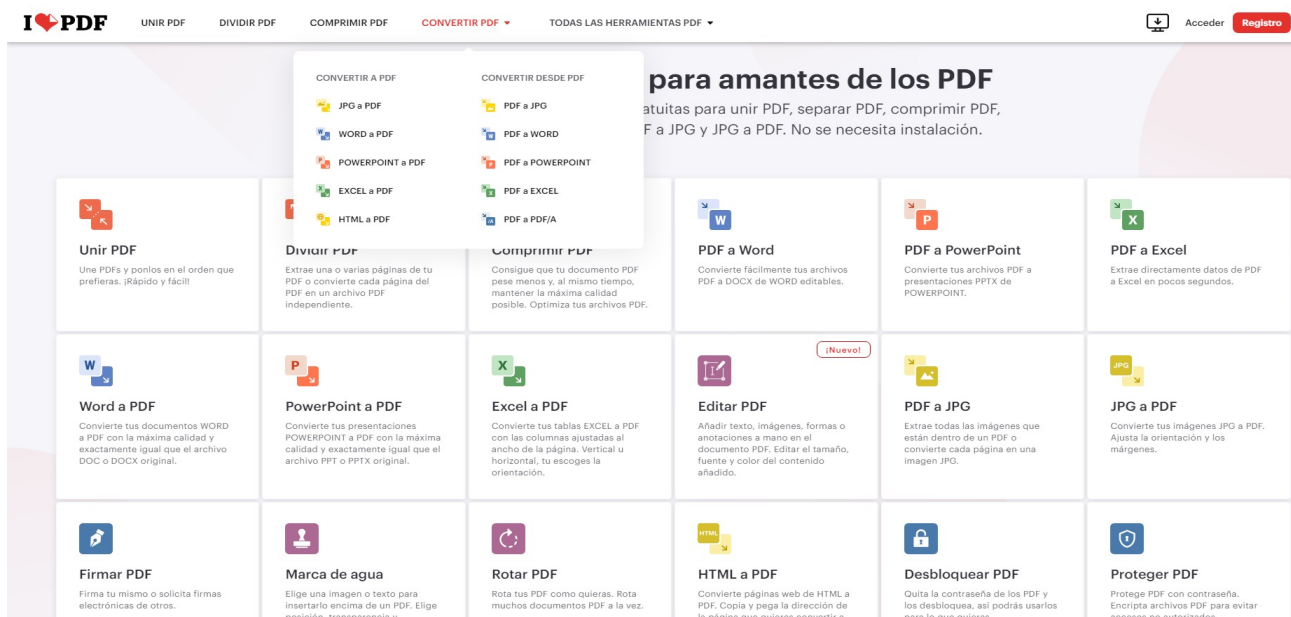 I PDF
UNIR PDF
DIVIDIR PDF
COMPRIMIR PDF
CONVERTIR PDF
TODAS LAS HERRAMIENTAS PDF
Acceder
Registro
CONVERTIR A PDF
JPG a PDF
WORD a PDF
POWERPOINT a PDF
EXCEL a PDF
HTML a PDF
CONVERTIR DESDE PDF
PDF a JPG
PDF a WORD
PDF a POWERPOINT
PDF a EXCEL
PDF a PDF/A
para amantes de los PDF
para unir PDF, separar PDF, comprimir PDF,
a JPG y JPG a PDF. No se necesita instalación.
Unir PDF
Une PDFs y ponlos en el orden que
prefieras. ¡Rápido y fácil!
Dividir PDF
Extrae una o varias páginas de tu
PDF o convierte cada página del
PDF en un archivo PDF
independiente.
Comprimir PDF
Consigue que tu documento PDF
pese menos y, al mismo tiempo,
mantener la máxima calidad
posible. Optimiza tus archivos PDF.
W
PDF a Word
Convierte fácilmente tus archivos
PDF a DOCX de WORD editables.
P
PDF a PowerPoint
Convierte tus archivos PDF a
presentaciones PPTX de
POWERPOINT.
X
PDF a Excel
Extrae directamente datos de PDF
a Excel en pocos segundos.
W
Word a PDF
Convierte tus documentos WORD
a PDF con la máxima calidad y
exactamente igual que el archivo
DOC o DOCX original.
P
PowerPoint a PDF
Convierte tus presentaciones
POWERPOINT a PDF con la máxima
calidad y exactamente igual que el
archivo PPT o PPTX original.
X
Excel a PDF
Convierte tus tablas EXCEL a PDF
con las columnas ajustadas al
ancho de la página. Vertical u
horizontal, tu escoges la
orientación.
¡Nuevo!
Editar PDF
Añadir texto, imágenes, formas o
anotaciones a mano en el
documento PDF. Editar el tamaño,
fuente y color del contenido
añadido.
PDF a JPG
Extrae todas las imágenes que
están dentro de un PDF o
convierte cada página en una
imagen JPG.
JPG
JPG a PDF
Convierte tus imágenes JPG a PDF.
Ajusta la orientación y los
márgenes.
Firmar PDF
Firma tu mismo o solicita firmas
electrónicas de otros.
Marca de agua
Elige una imagen o texto para
insertarlo encima de un PDF. Elige
posición, transparencia y
Rotar PDF
Rota tus PDF como quieras. Rota
muchos documentos PDF a la vez.
HTML
HTML a PDF
Convierte páginas web de HTML a
PDF. Copia y pega la dirección de
la página que quieras convertir a
Desbloquear PDF
Quita la contraseña de los PDF y
los desbloquea, así podrás usarlos
para lo que quieras.
Proteger PDF
Protege PDF con contraseña.
Encripta archivos PDF para evitar
accesos no autorizados.